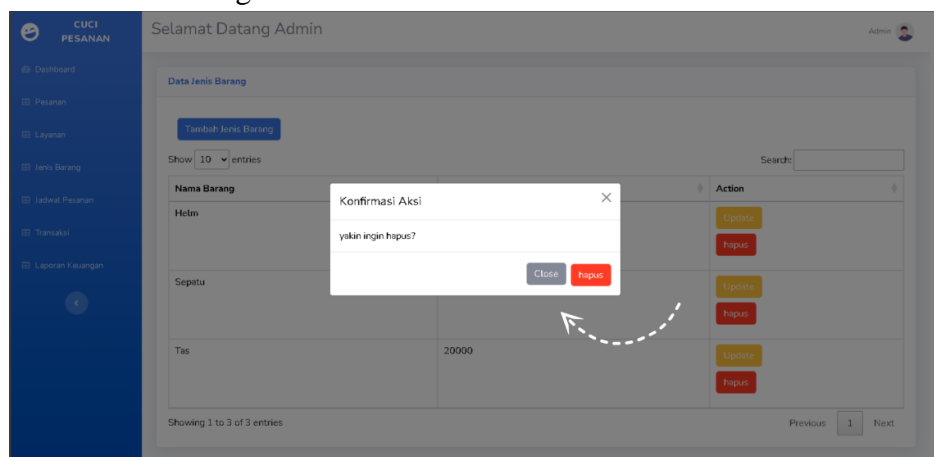 CUCI
PESANAN
Selamat Datang Admin
Admin
Dashboard
Pesanan
Layanan
Jenis Barang
Jadwal Pesanan
Transaksi
Laporan Keuangan
Data Jenis Barang
Tambah Jenis Barang
Show 10 entries
Search:
Nama Barang
Action
Helm
Update
hapus
Konfirmasi Aksi
yakin ingin hapus?
Close
hapus
Sepatu
Update
hapus
Tas
20000
Update
hapus
Showing 1 to 3 of 3 entries
Previous 1 Next